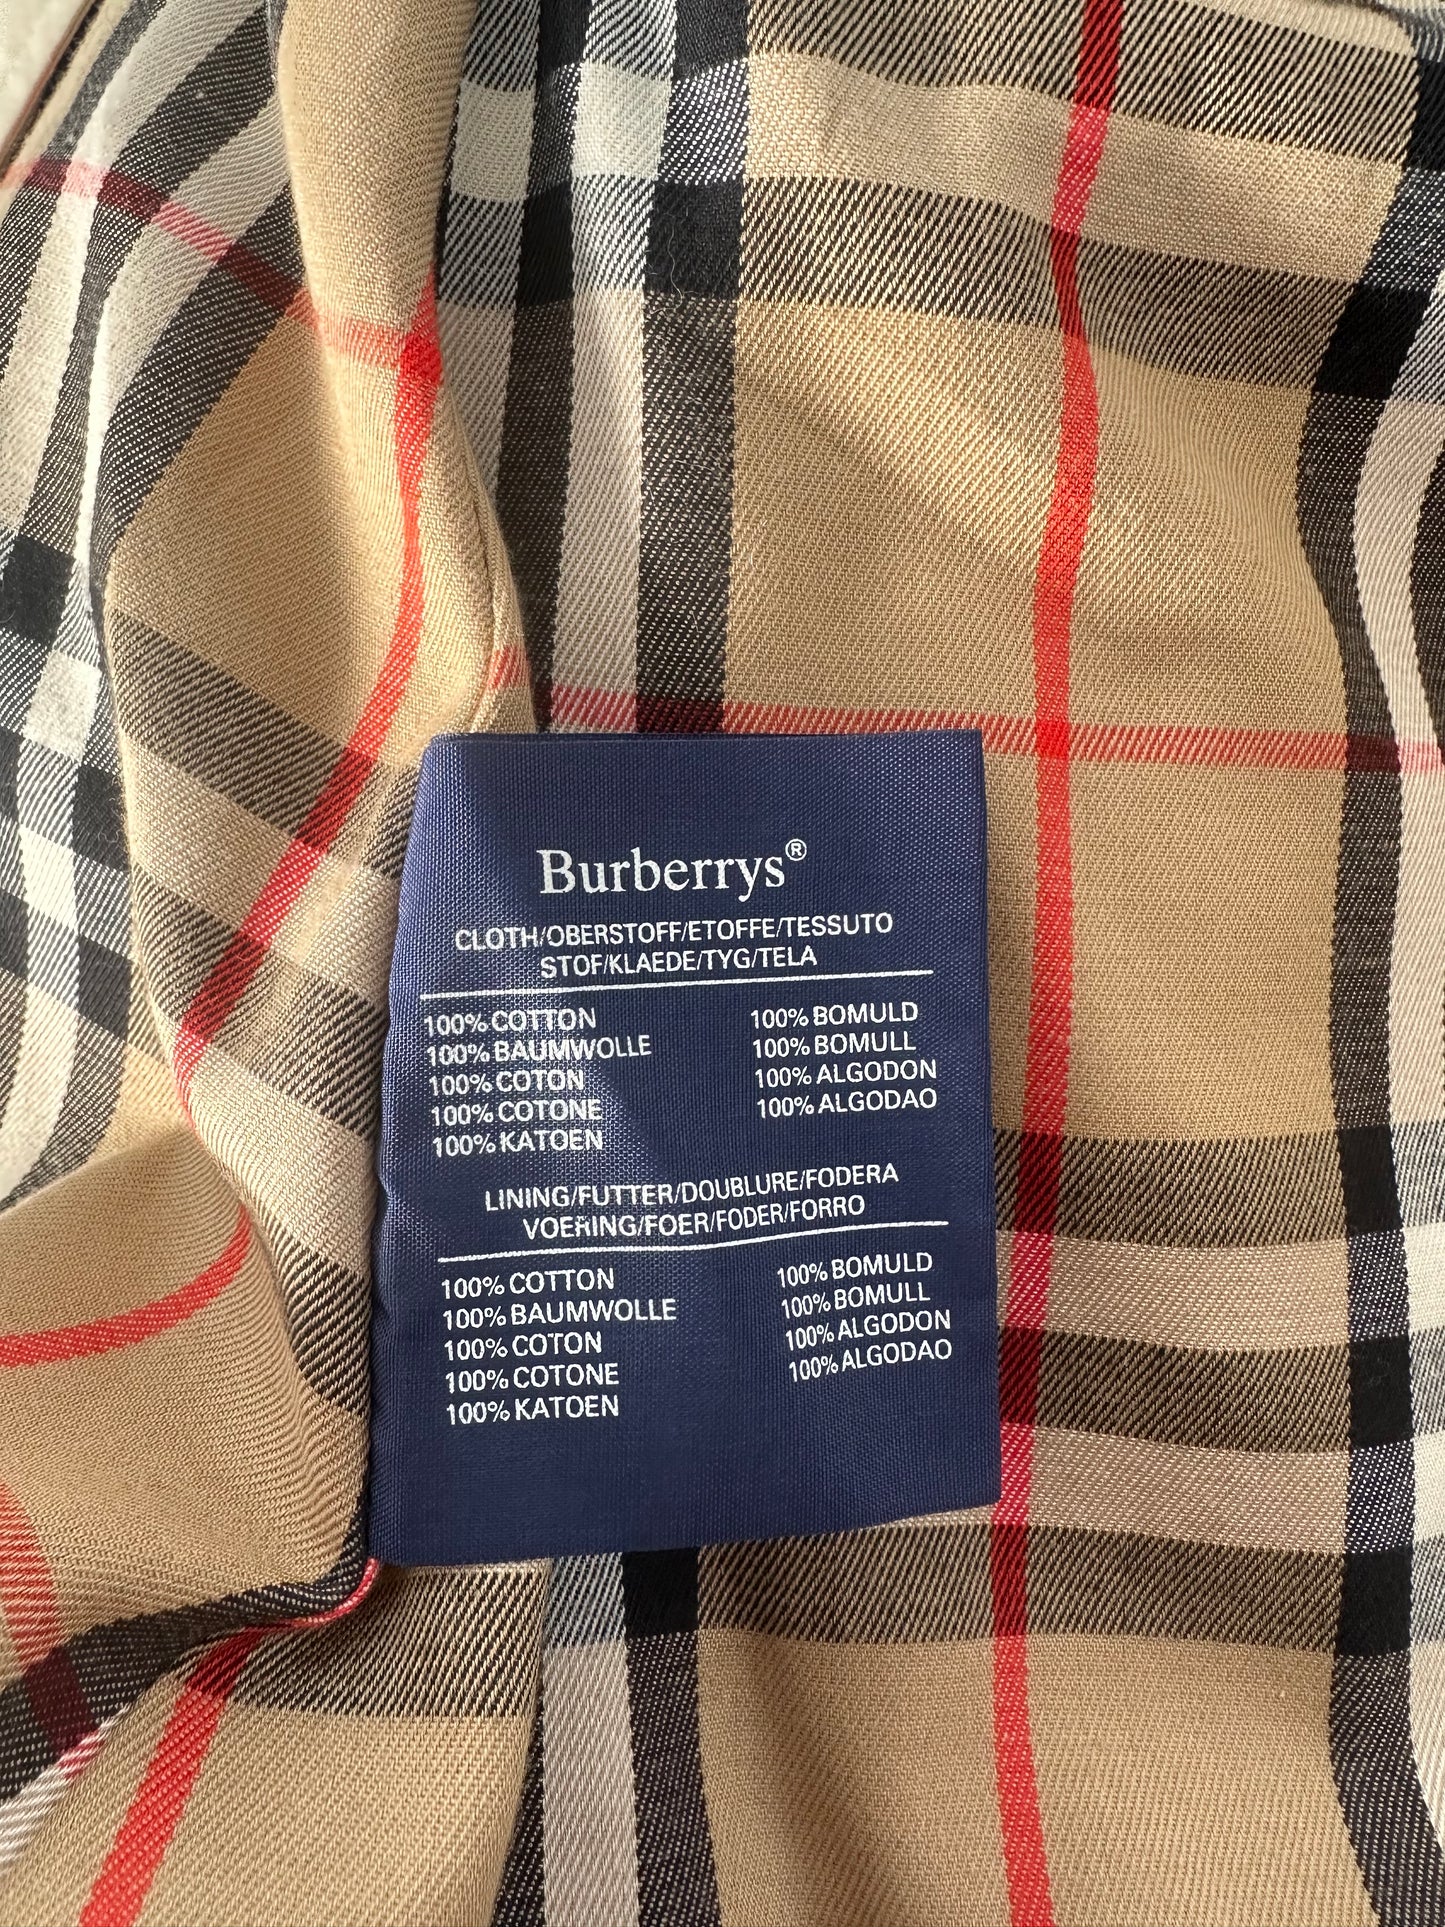 Burberrys®
CLOTH/OBERSTOFF/ETOFFE/TESSUTO
STOF/KLAEDE/TYG/TELA
100% COTTON
100% BAUMWOLLE
100% COTON
100% COTONE
100% KATOEN
100% BOMULD
100% BOMULL
100% ALGODON
100% ALGODAO
LINING/FUTTER/DOUBLURE/FODERA
VOERING/FOER/FODER/FORRO
100% COTTON
100% BAUMWOLLE
100% COTON
100% COTONE
100% KATOEN
100% BOMULD
100% BOMULL
100% ALGODON
100% ALGODAO